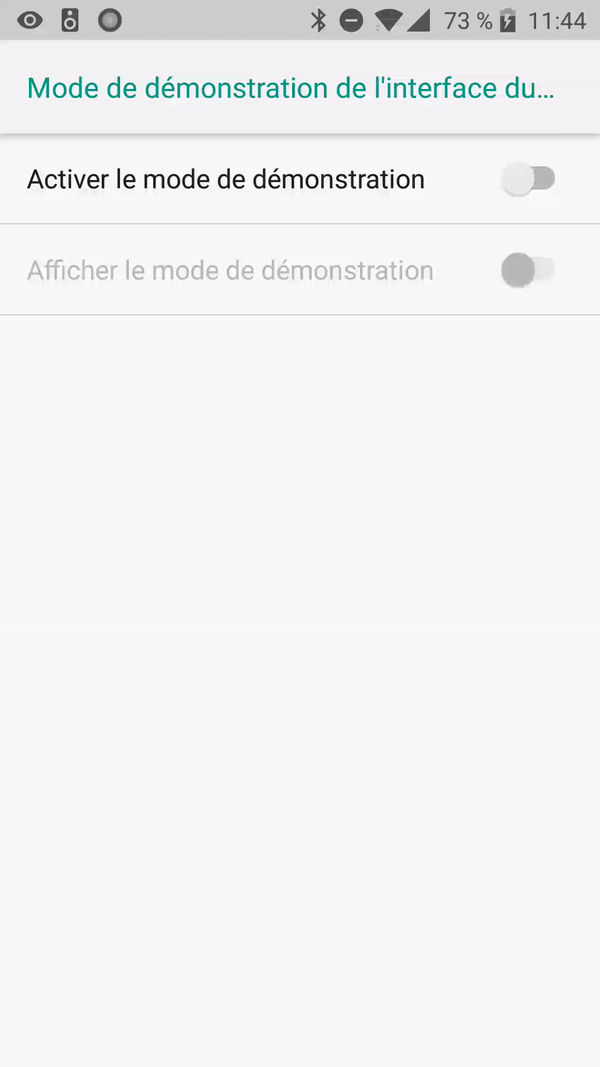 73 % 11:44
Mode de démonstration de l'interface du…
Activer le mode de démonstration
Afficher le mode de démonstration